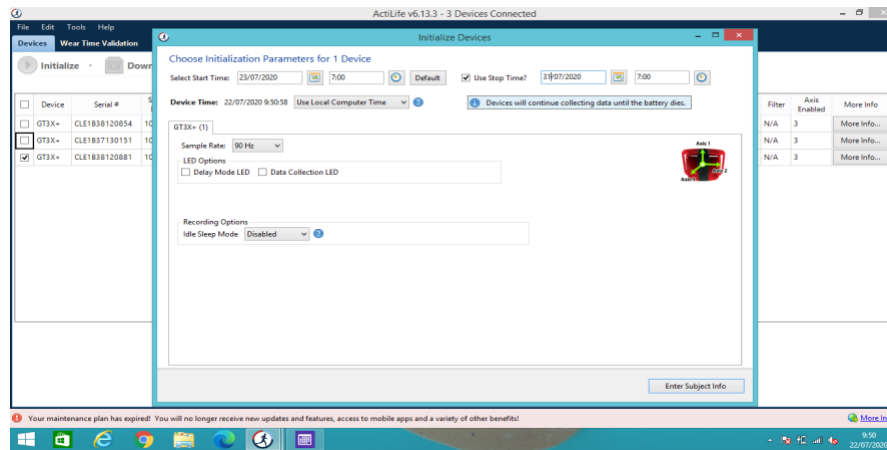 ActiLife v6.13.3 - 3 Devices Connected
File Edit Tools Help
Devices Wear Time Validation
Initialize Down
Device Serial #
GT3X+ CLE1B38120854 10
GT3X+ CLE1B37130151 10
GT3X+ CLE1B38120881 10
Initialize Devices
Choose Initialization Parameters for 1 Device
Select Start Time: 23/07/2020 7:00 Default Use Stop Time? 31/07/2020 7:00
Device Time: 22/07/2020 9:50:58 Use Local Computer Time Devices will continue collecting data until the battery dies.
GT3X+ (1)
Sample Rate: 90 Hz
LED Options
Delay Mode LED Data Collection LED
Axis 1
Recording Options
Idle Sleep Mode Disabled
Enter Subject Info
Filter Axis Enabled More Info
N/A 3 More Info...
N/A 3 More Info...
N/A 3 More Info...
Your maintenance plan has expired! You will no longer receive new updates and features, access to mobile apps and a variety of other benefits! More In
9:50
22/07/2020